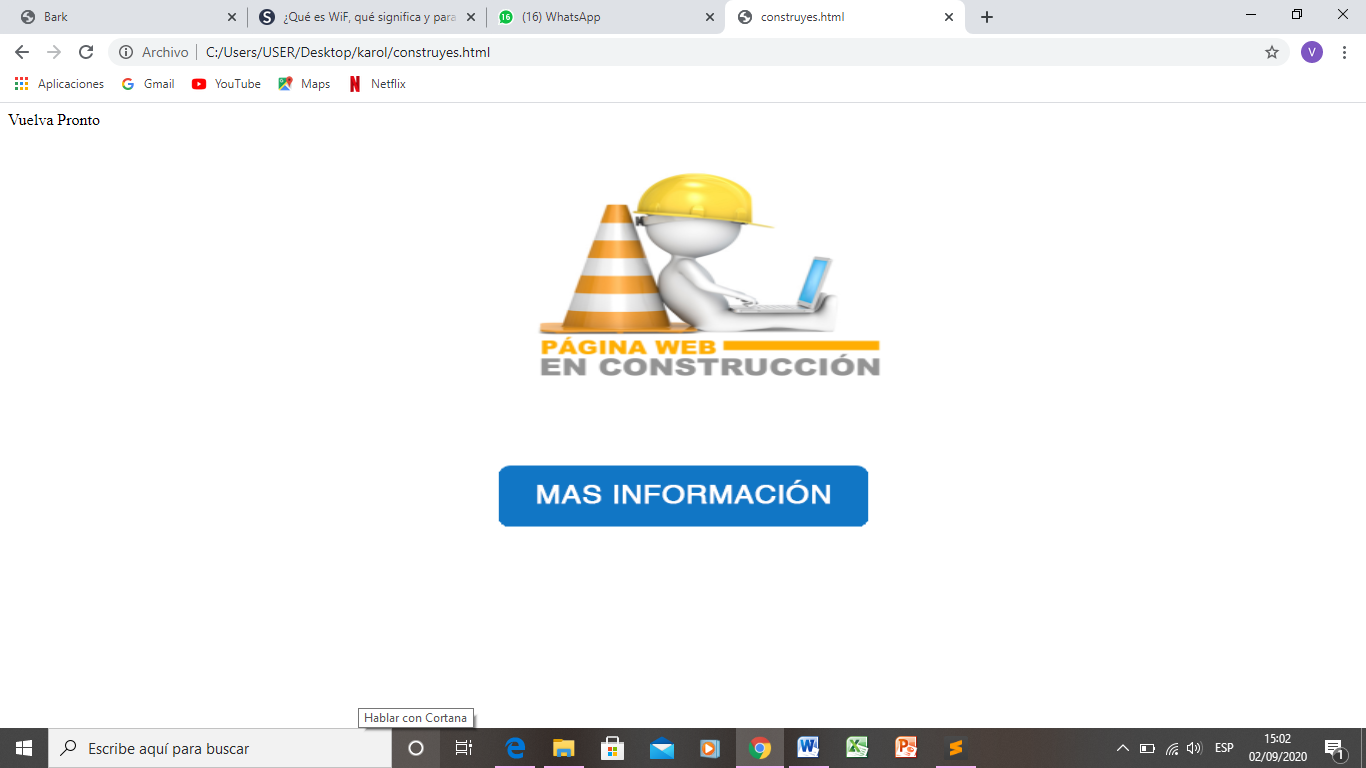 Bark
¿Qué es WiF, qué significa y para
(16) WhatsApp
construyes.html
Archivo
C:/Users/USER/Desktop/karol/construyes.html
V
Aplicaciones
Gmail
YouTube
Maps
Netflix
Vuelva Pronto
PÁGINA WEB
EN CONSTRUCCIÓN
MAS INFORMACIÓN
Hablar con Cortana
Escribe aquí para buscar
ESP
15:02
02/09/2020
1